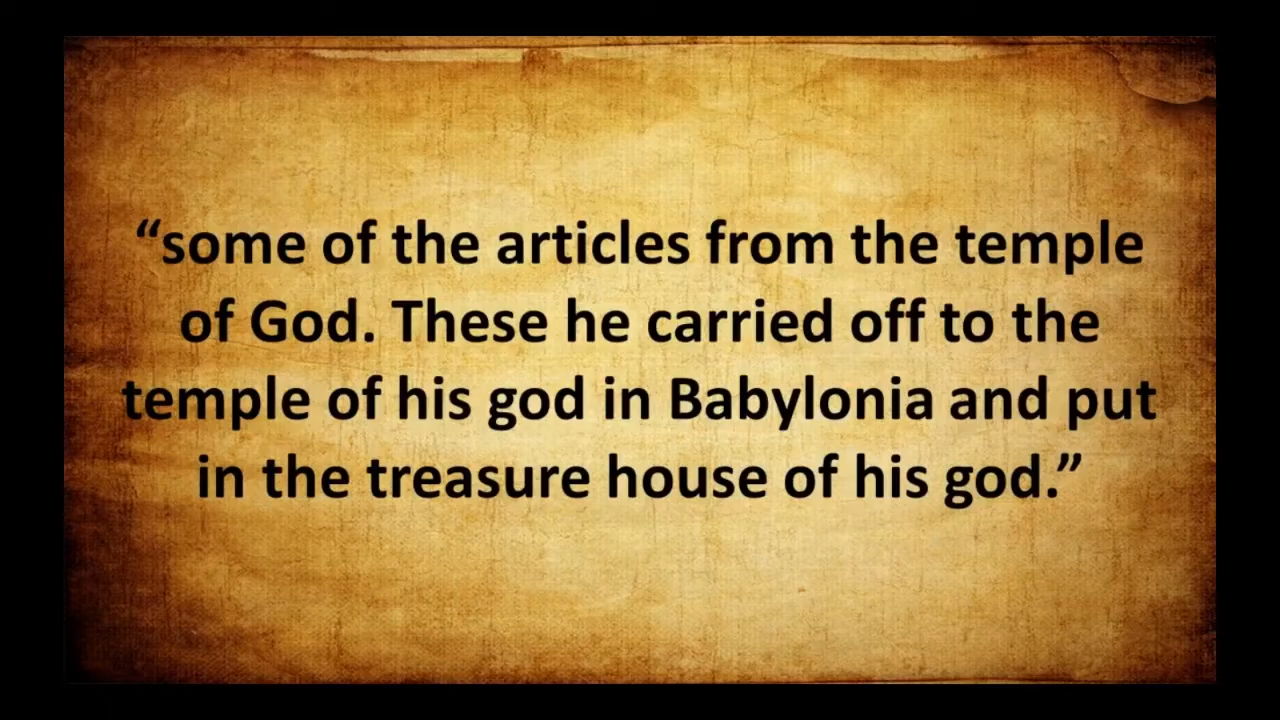 “some of the articles from the temple
of God. These he carried off to the
temple of his god in Babylonia and put
in the treasure house of his god.”